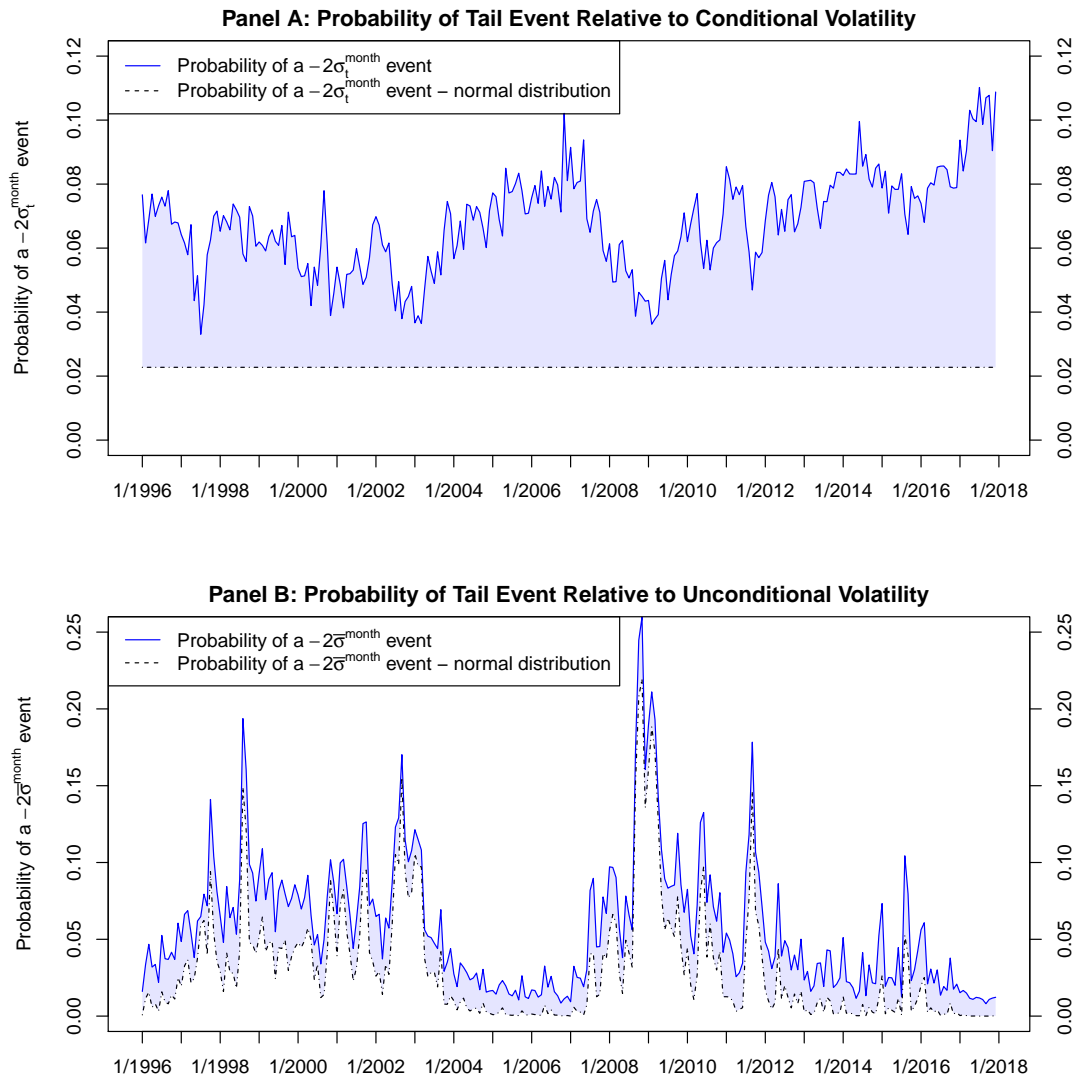 Panel A: Probability of Tail Event Relative to Conditional Volatility
Probability of a −2σ_t^month event
Probability of a −2σ_t^month event − normal distribution
Probability of a −2σ_t^month event
0.12
0.10
0.08
0.06
0.04
0.02
0.00
0.12
0.10
0.08
0.06
0.04
0.02
0.00
1/1996 1/1998 1/2000 1/2002 1/2004 1/2006 1/2008 1/2010 1/2012 1/2014 1/2016 1/2018
Panel B: Probability of Tail Event Relative to Unconditional Volatility
Probability of a −2σ̅^month event
Probability of a −2σ̅^month event − normal distribution
Probability of a −2σ̅^month event
0.25
0.20
0.15
0.10
0.05
0.00
0.25
0.20
0.15
0.10
0.05
0.00
1/1996 1/1998 1/2000 1/2002 1/2004 1/2006 1/2008 1/2010 1/2012 1/2014 1/2016 1/2018